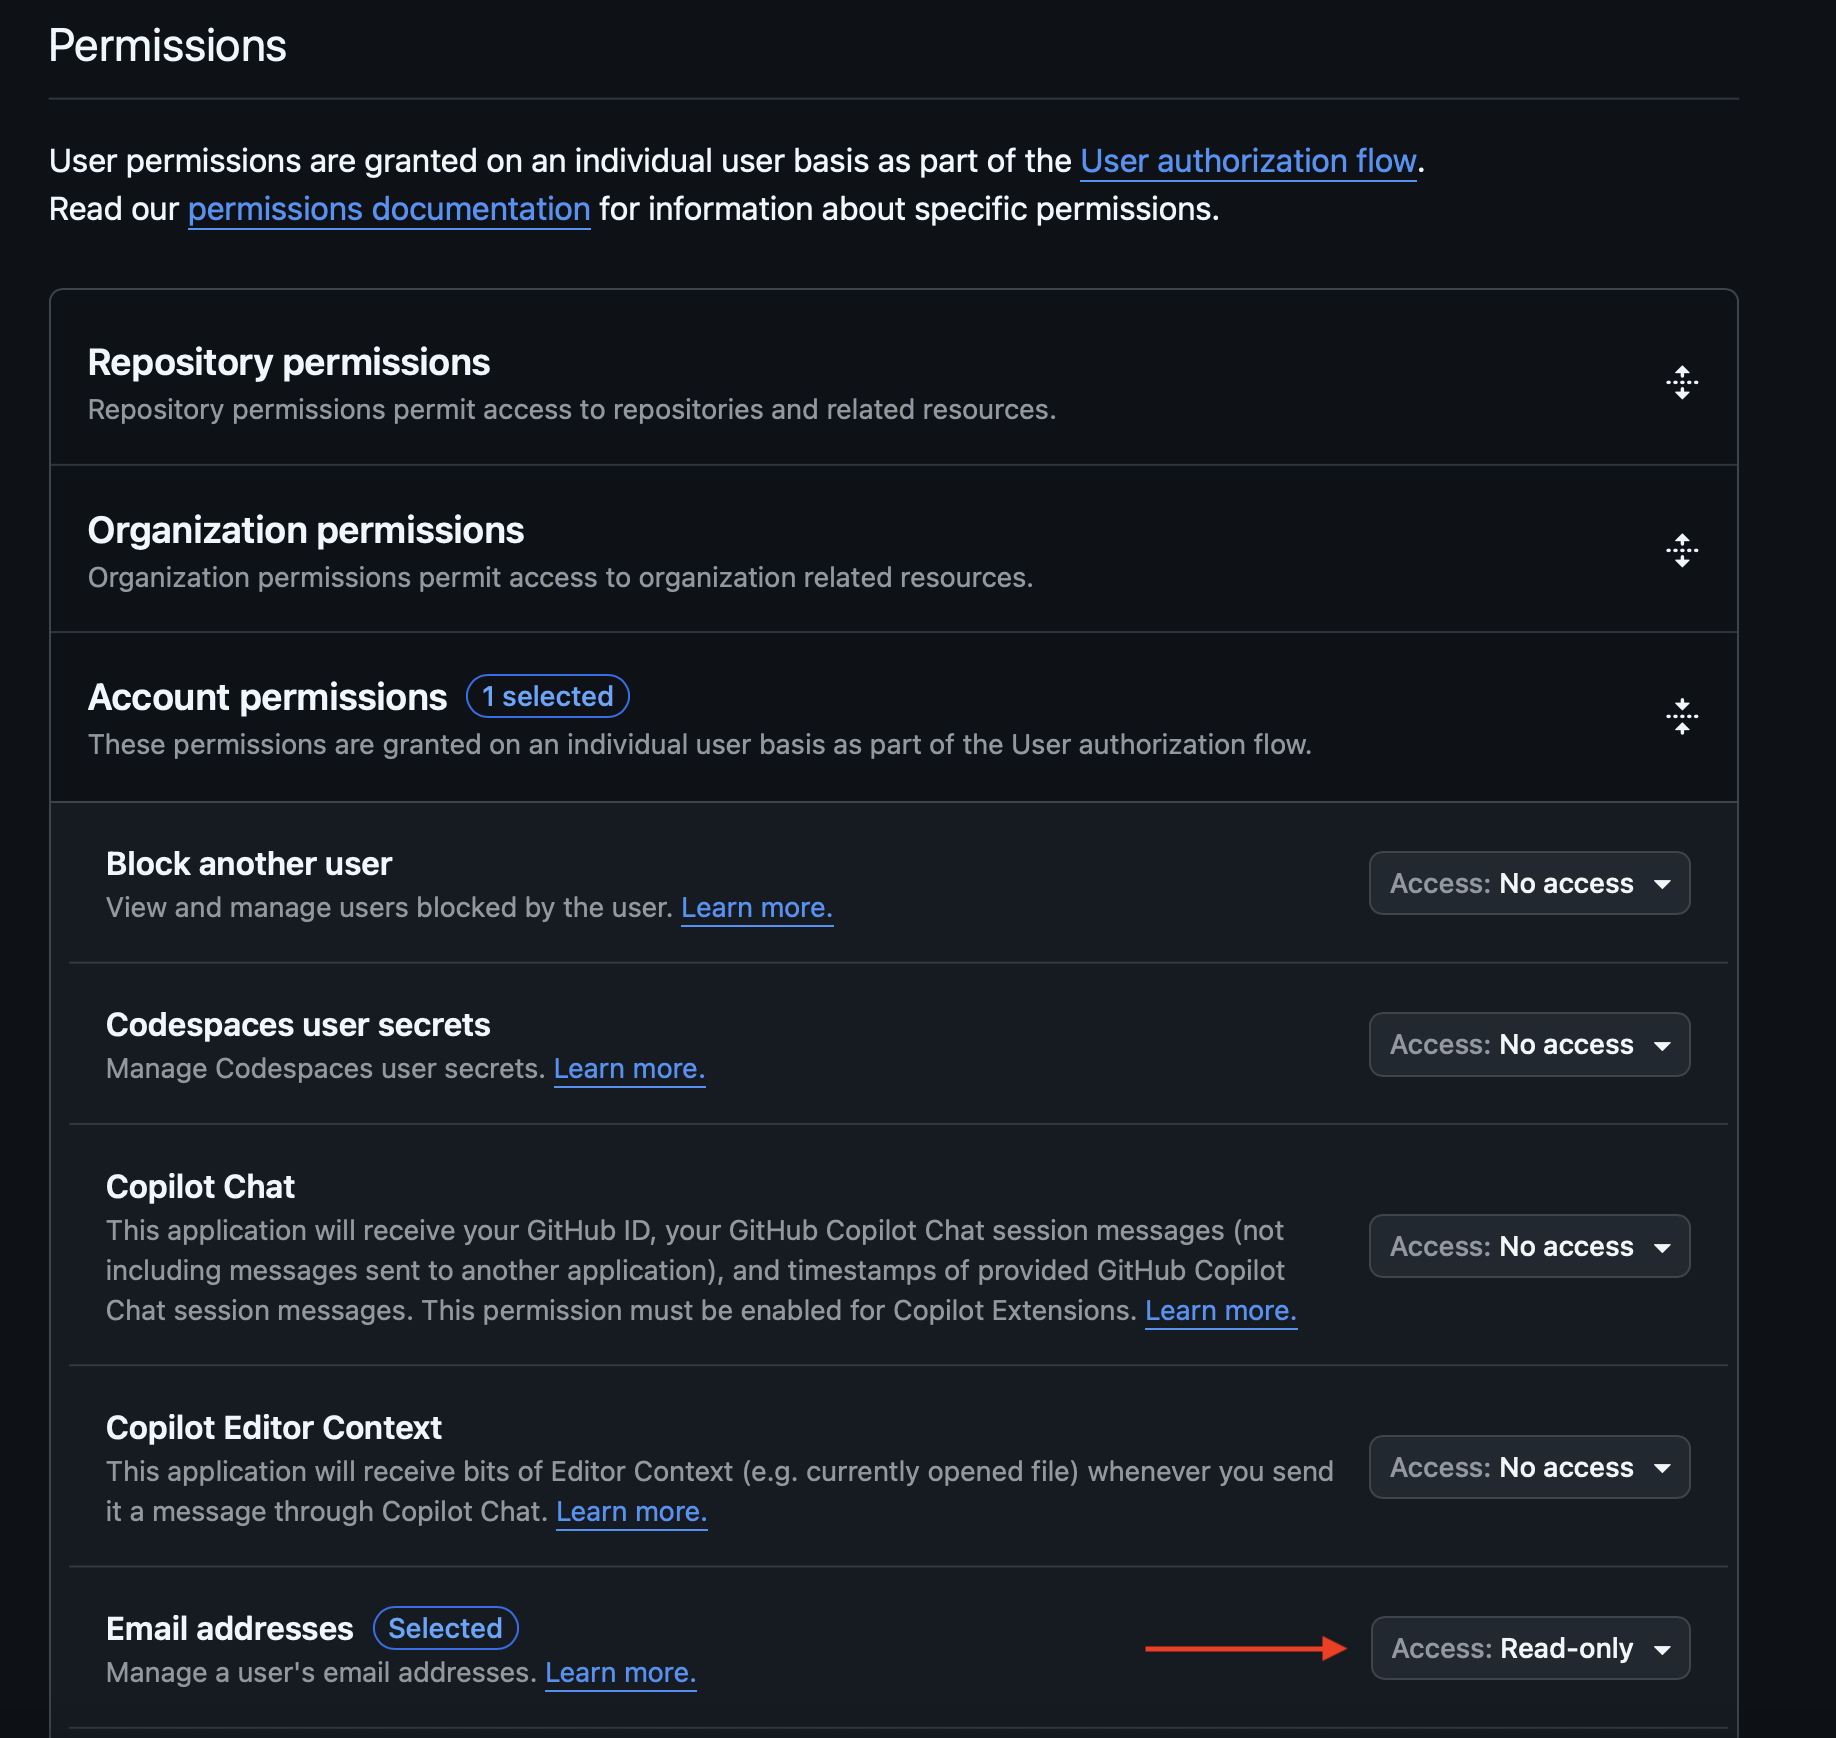 Permissions
User permissions are granted on an individual user basis as part of the User authorization flow.
Read our permissions documentation for information about specific permissions.
Repository permissions
Repository permissions permit access to repositories and related resources.
Organization permissions
Organization permissions permit access to organization related resources.
Account permissions 1 selected
These permissions are granted on an individual user basis as part of the User authorization flow.
Block another user
View and manage users blocked by the user. Learn more.
Access: No access
Codespaces user secrets
Manage Codespaces user secrets. Learn more.
Access: No access
Copilot Chat
This application will receive your GitHub ID, your GitHub Copilot Chat session messages (not
including messages sent to another application), and timestamps of provided GitHub Copilot
Chat session messages. This permission must be enabled for Copilot Extensions. Learn more.
Access: No access
Copilot Editor Context
This application will receive bits of Editor Context (e.g. currently opened file) whenever you send
it a message through Copilot Chat. Learn more.
Access: No access
Email addresses Selected
Manage a user's email addresses. Learn more.
Access: Read-only